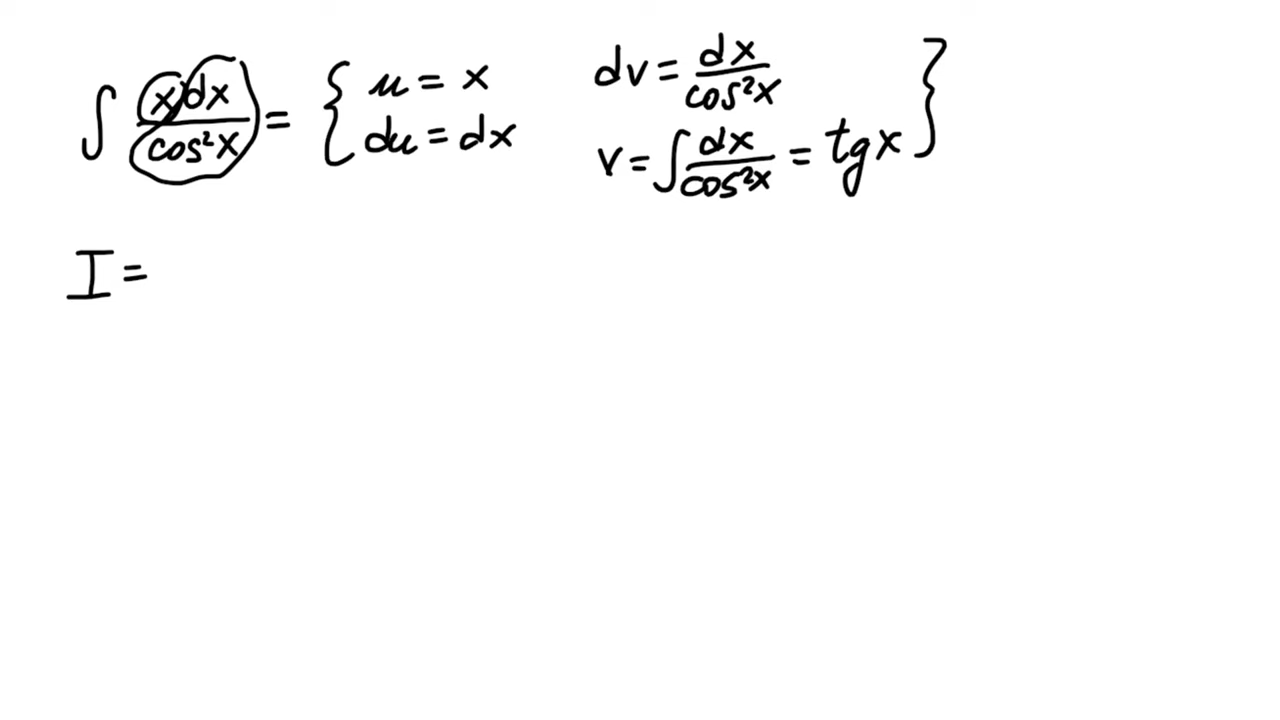 ∫ x dx / cos²x = { u = x   dv = dx / cos²x }
du = dx   v = ∫ dx / cos²x = tg x
I =